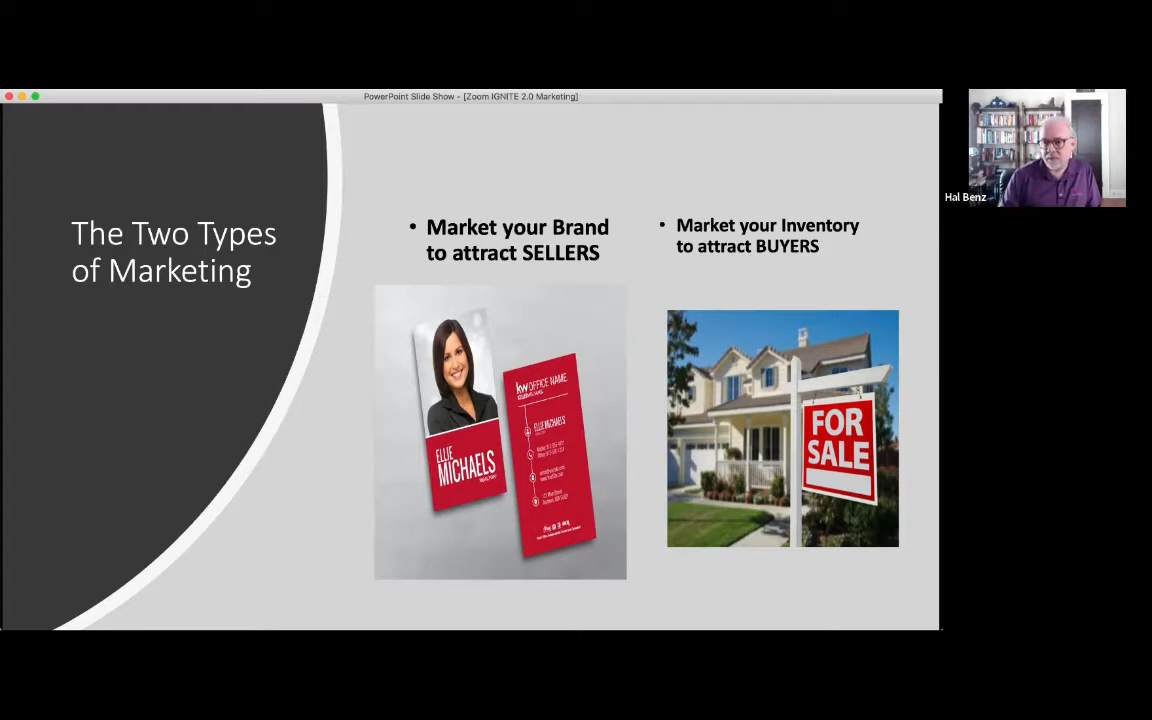 PowerPoint Slide Show - [Zoom IGNITE 2.0 Marketing]
The Two Types
of Marketing
• Market your Brand
to attract SELLERS
• Market your Inventory
to attract BUYERS
ELLIE
MICHAELS
kw OFFICE NAME
ELLIE MICHAELS
FOR
SALE
Hal Benz